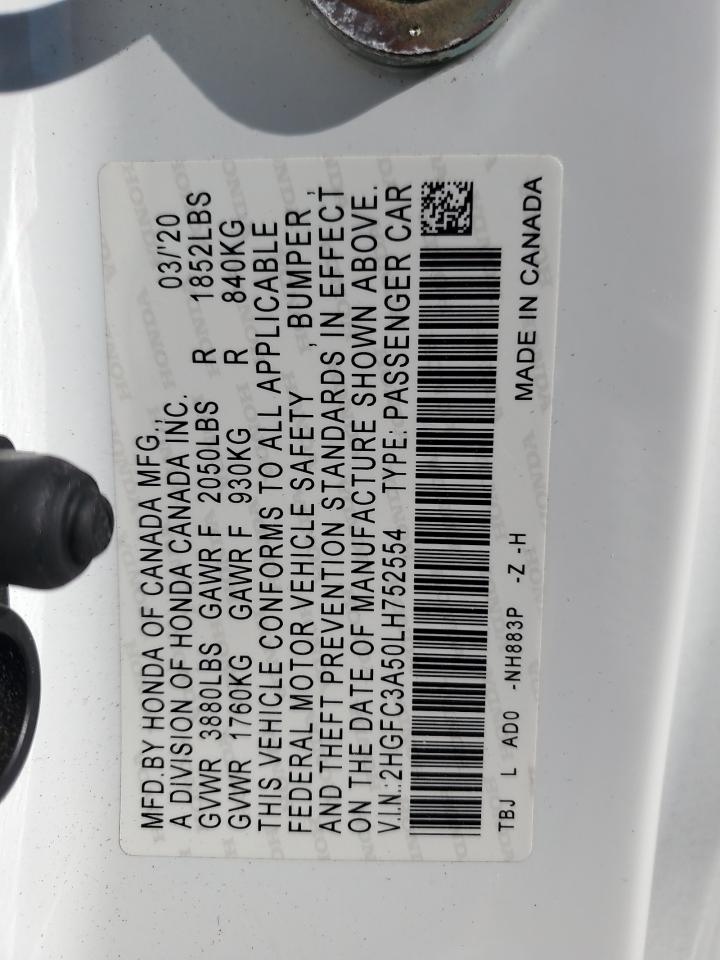 MFD.BY HONDA OF CANADA MFG., 03/'20
A DIVISION OF HONDA CANADA INC.
GVWR 3880LBS GAWR F 2050LBS R 1852LBS
GVWR 1760KG GAWR F 930KG R 840KG
THIS VEHICLE CONFORMS TO ALL APPLICABLE
FEDERAL MOTOR VEHICLE SAFETY, BUMPER,
AND THEFT PREVENTION STANDARDS IN EFFECT
ON THE DATE OF MANUFACTURE SHOWN ABOVE.
V.I.N.:2HGFC3A50LH752554 TYPE:PASSENGER CAR
TBJ L AD0 -NH883P -Z -H MADE IN CANADA